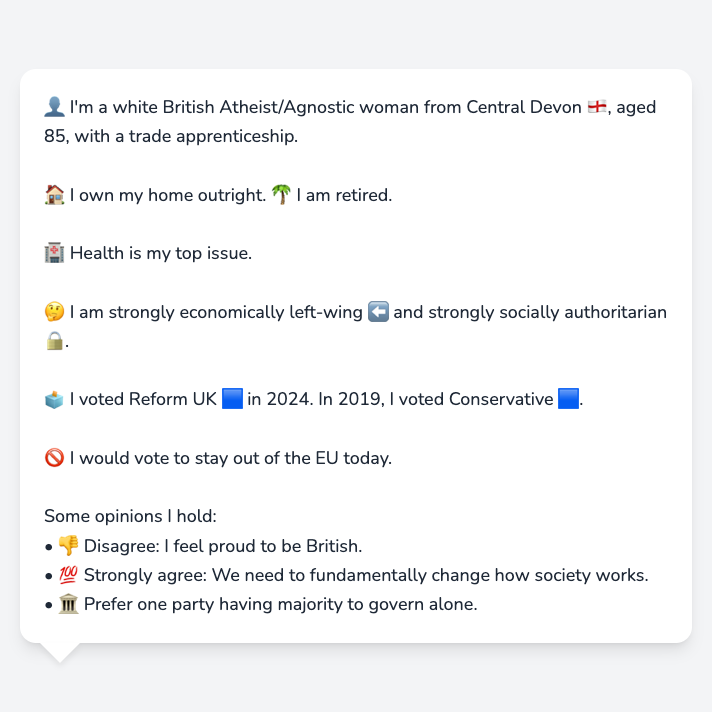 👤 I'm a white British Atheist/Agnostic woman from Central Devon 🏴󠁧󠁢󠁥󠁮󠁧󠁿, aged
85, with a trade apprenticeship.
🏠 I own my home outright. 🌴 I am retired.
🏥 Health is my top issue.
🤔 I am strongly economically left-wing ⬅️ and strongly socially authoritarian
🔒.
🗳️ I voted Reform UK 🟦 in 2024. In 2019, I voted Conservative 🟦.
🚫 I would vote to stay out of the EU today.
Some opinions I hold:
• 👎 Disagree: I feel proud to be British.
• 💯 Strongly agree: We need to fundamentally change how society works.
• 🏛️ Prefer one party having majority to govern alone.